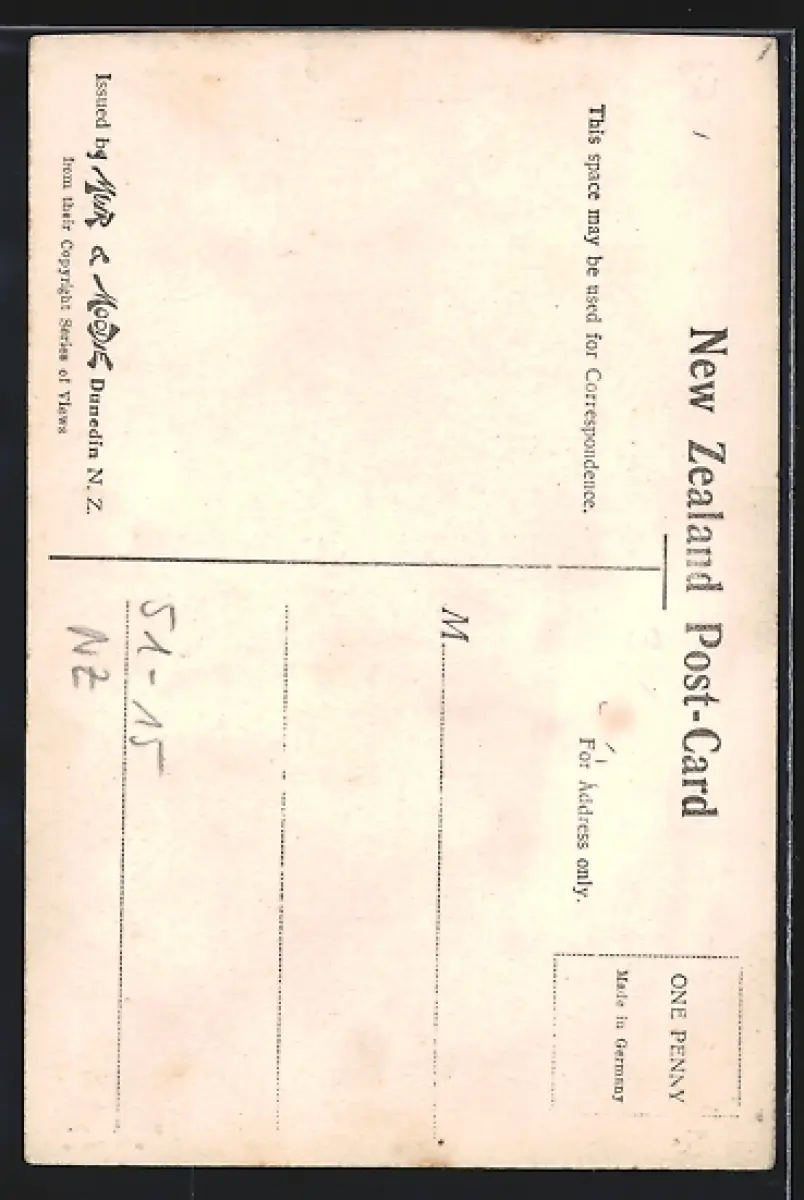 New Zealand Post-Card
This space may be used for Correspondence.
For Address only.
ONE PENNY
Made in Germany
M
51-15
NZ
Issued by MUIR & MOODIE Dunedin N. Z.
from their Copyright Series of Views